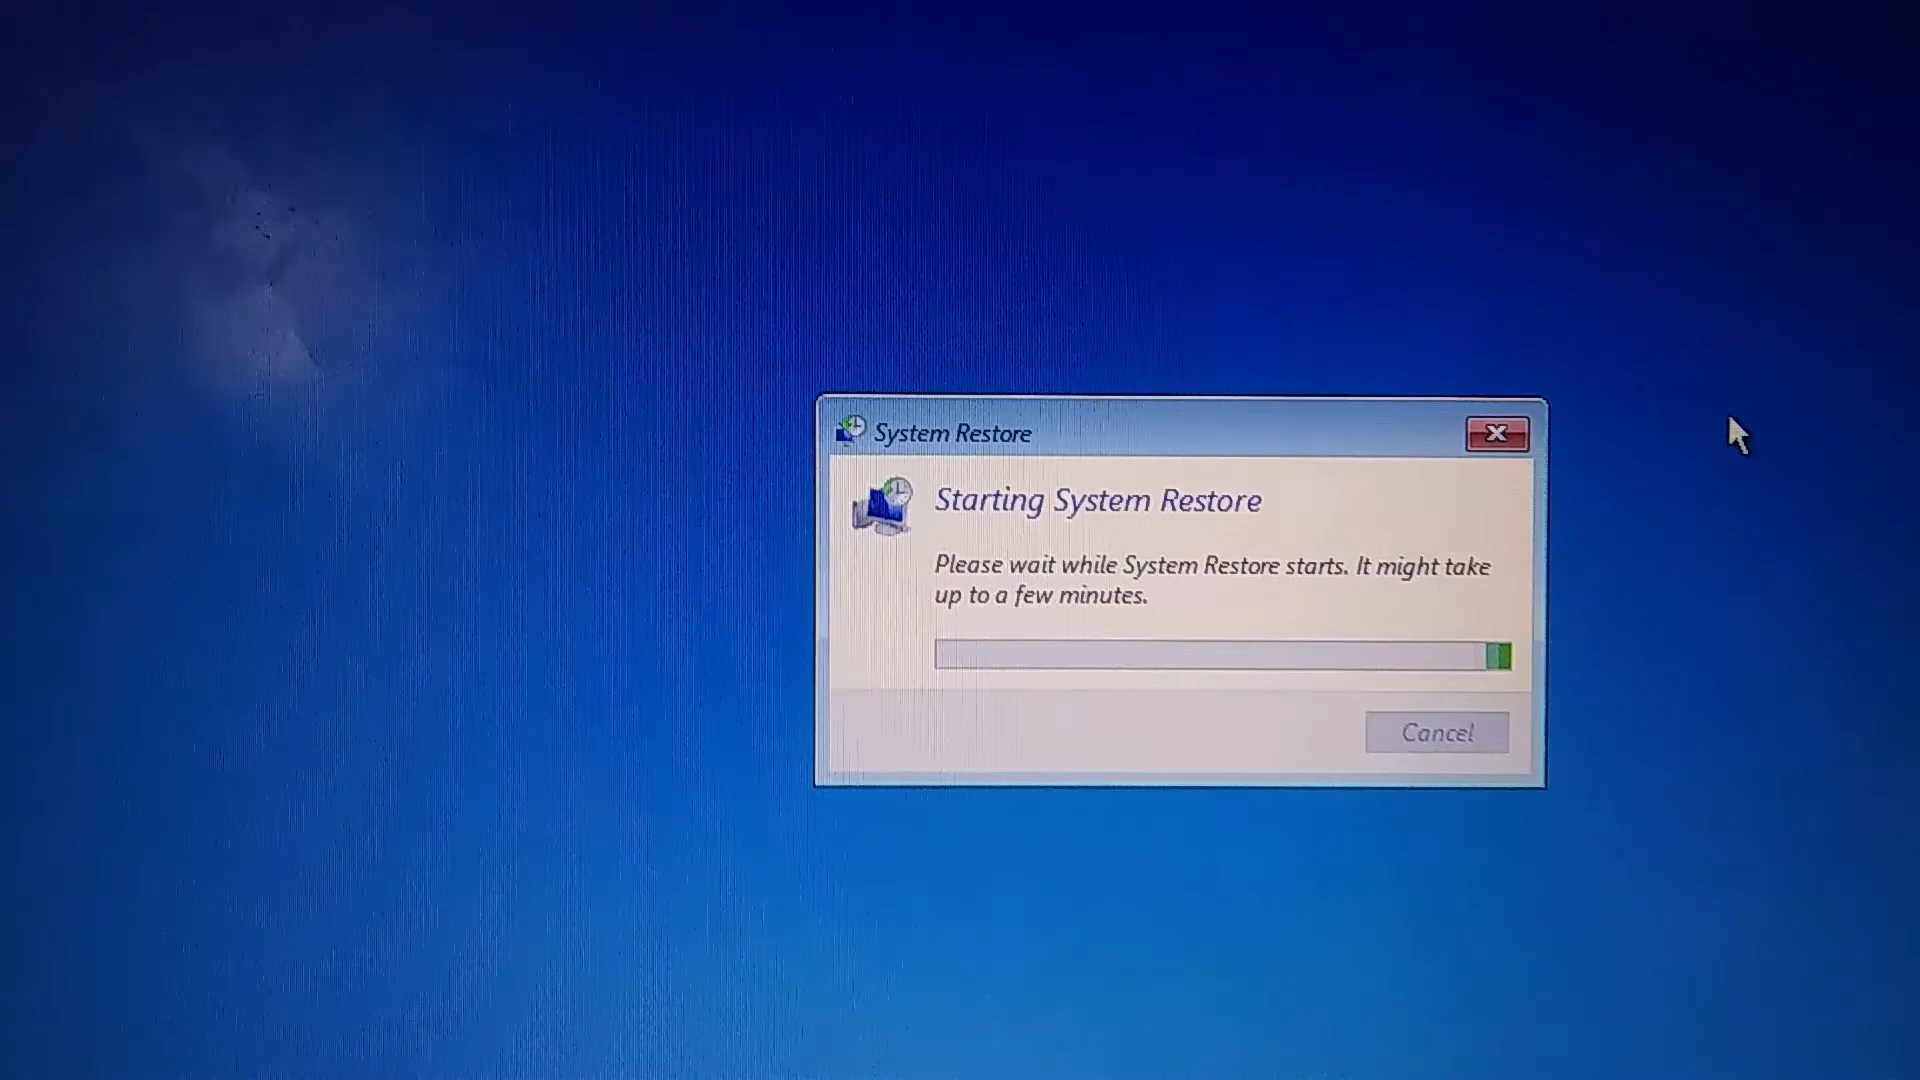 System Restore
Starting System Restore
Please wait while System Restore starts. It might take
up to a few minutes.
Cancel